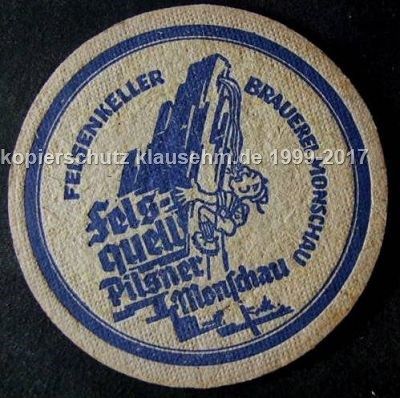 FELSENKELLER BRAUEREI MONSCHAU
kopierschutz klausehm.de 1999-2017
Fels-
quell
Pilsner
Monschau